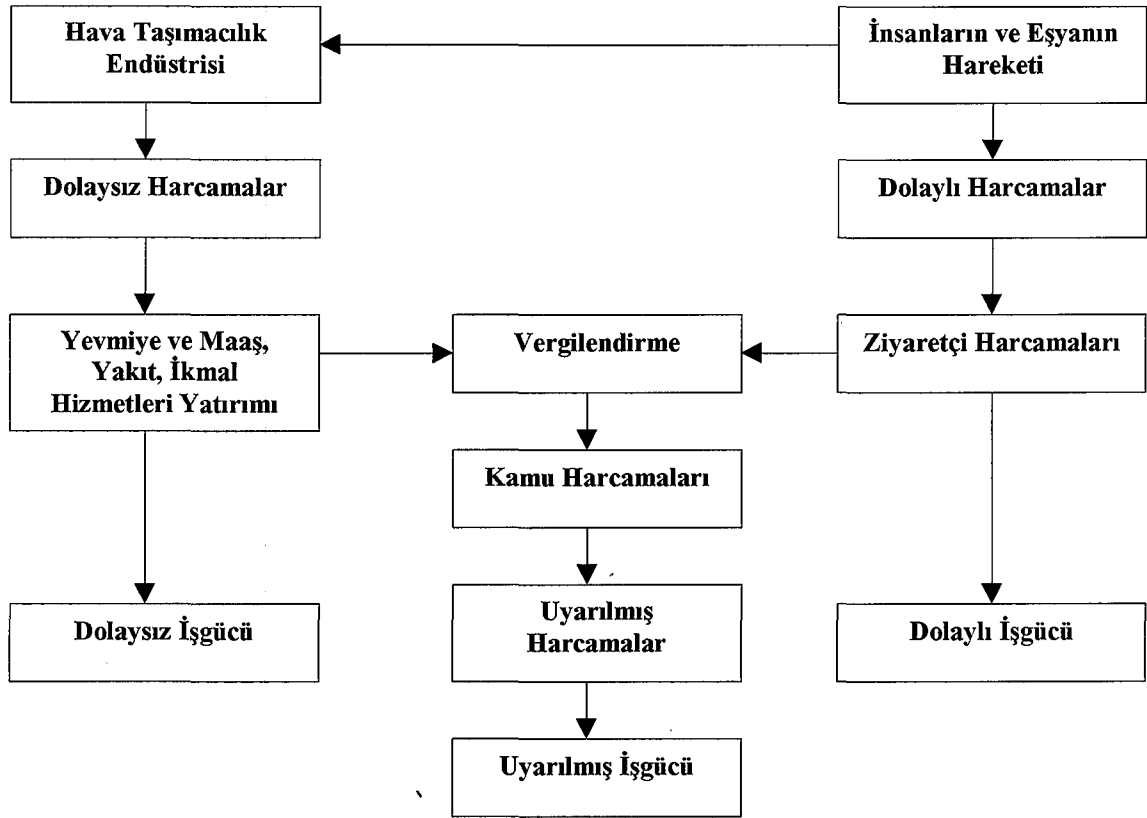 Hava Taşımacılık
Endüstrisi
İnsanların ve Eşyanın
Hareketi
Dolaysız Harcamalar
Dolaylı Harcamalar
Yevmiye ve Maaş,
Yakıt, İkmal
Hizmetleri Yatırımı
Vergilendirme
Ziyaretçi Harcamaları
Kamu Harcamaları
Dolaysız İşgücü
Uyarılmış
Harcamalar
Dolaylı İşgücü
Uyarılmış İşgücü